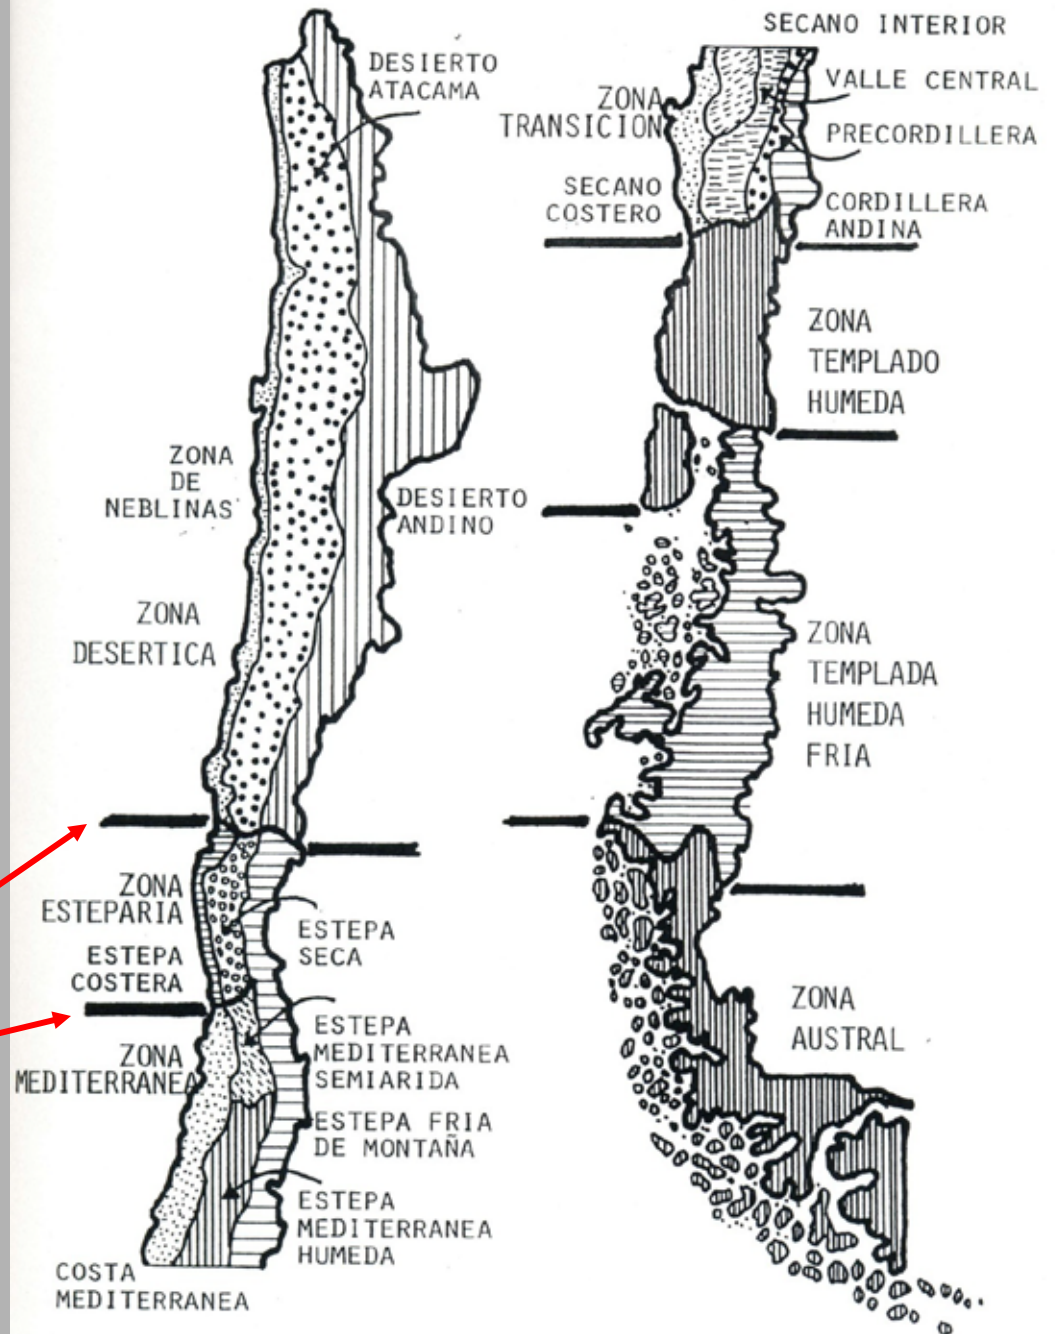 DESIERTO
ATACAMA
ZONA
DE
NEBLINAS
DESIERTO
ANDINO
ZONA
DESERTICA
ZONA
ESTEPARIA
ESTEPA
SECA
ESTEPA
COSTERA
ZONA
MEDITERRANEA
ESTEPA
MEDITERRANEA
SEMIARIDA
ESTEPA FRIA
DE MONTAÑA
ESTEPA
MEDITERRANEA
HUMEDA
COSTA
MEDITERRANEA
SECANO INTERIOR
VALLE CENTRAL
ZONA
TRANSICION
PRECORDILLERA
SECANO
COSTERO
CORDILLERA
ANDINA
ZONA
TEMPLADO
HUMEDA
ZONA
TEMPLADA
HUMEDA
FRIA
ZONA
AUSTRAL